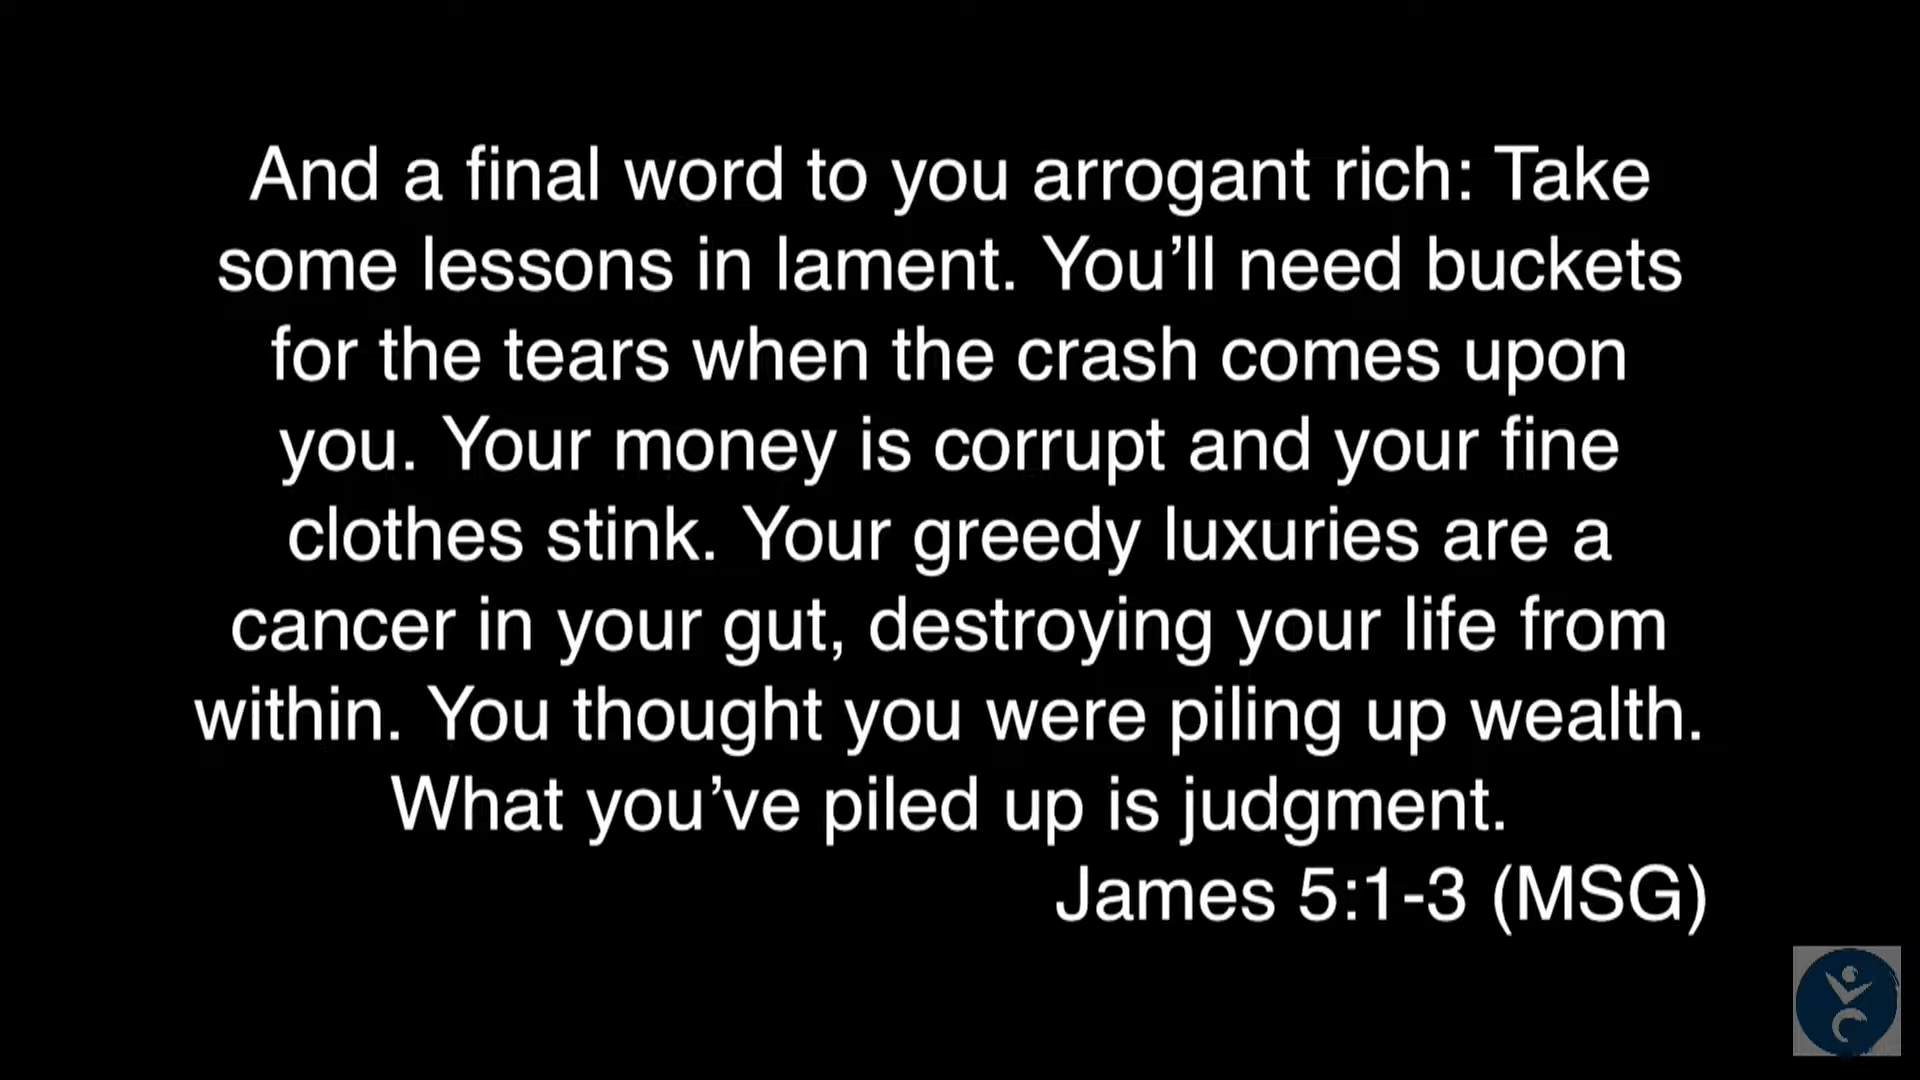 And a final word to you arrogant rich: Take
some lessons in lament. You’ll need buckets
for the tears when the crash comes upon
you. Your money is corrupt and your fine
clothes stink. Your greedy luxuries are a
cancer in your gut, destroying your life from
within. You thought you were piling up wealth.
What you’ve piled up is judgment.
James 5:1-3 (MSG)